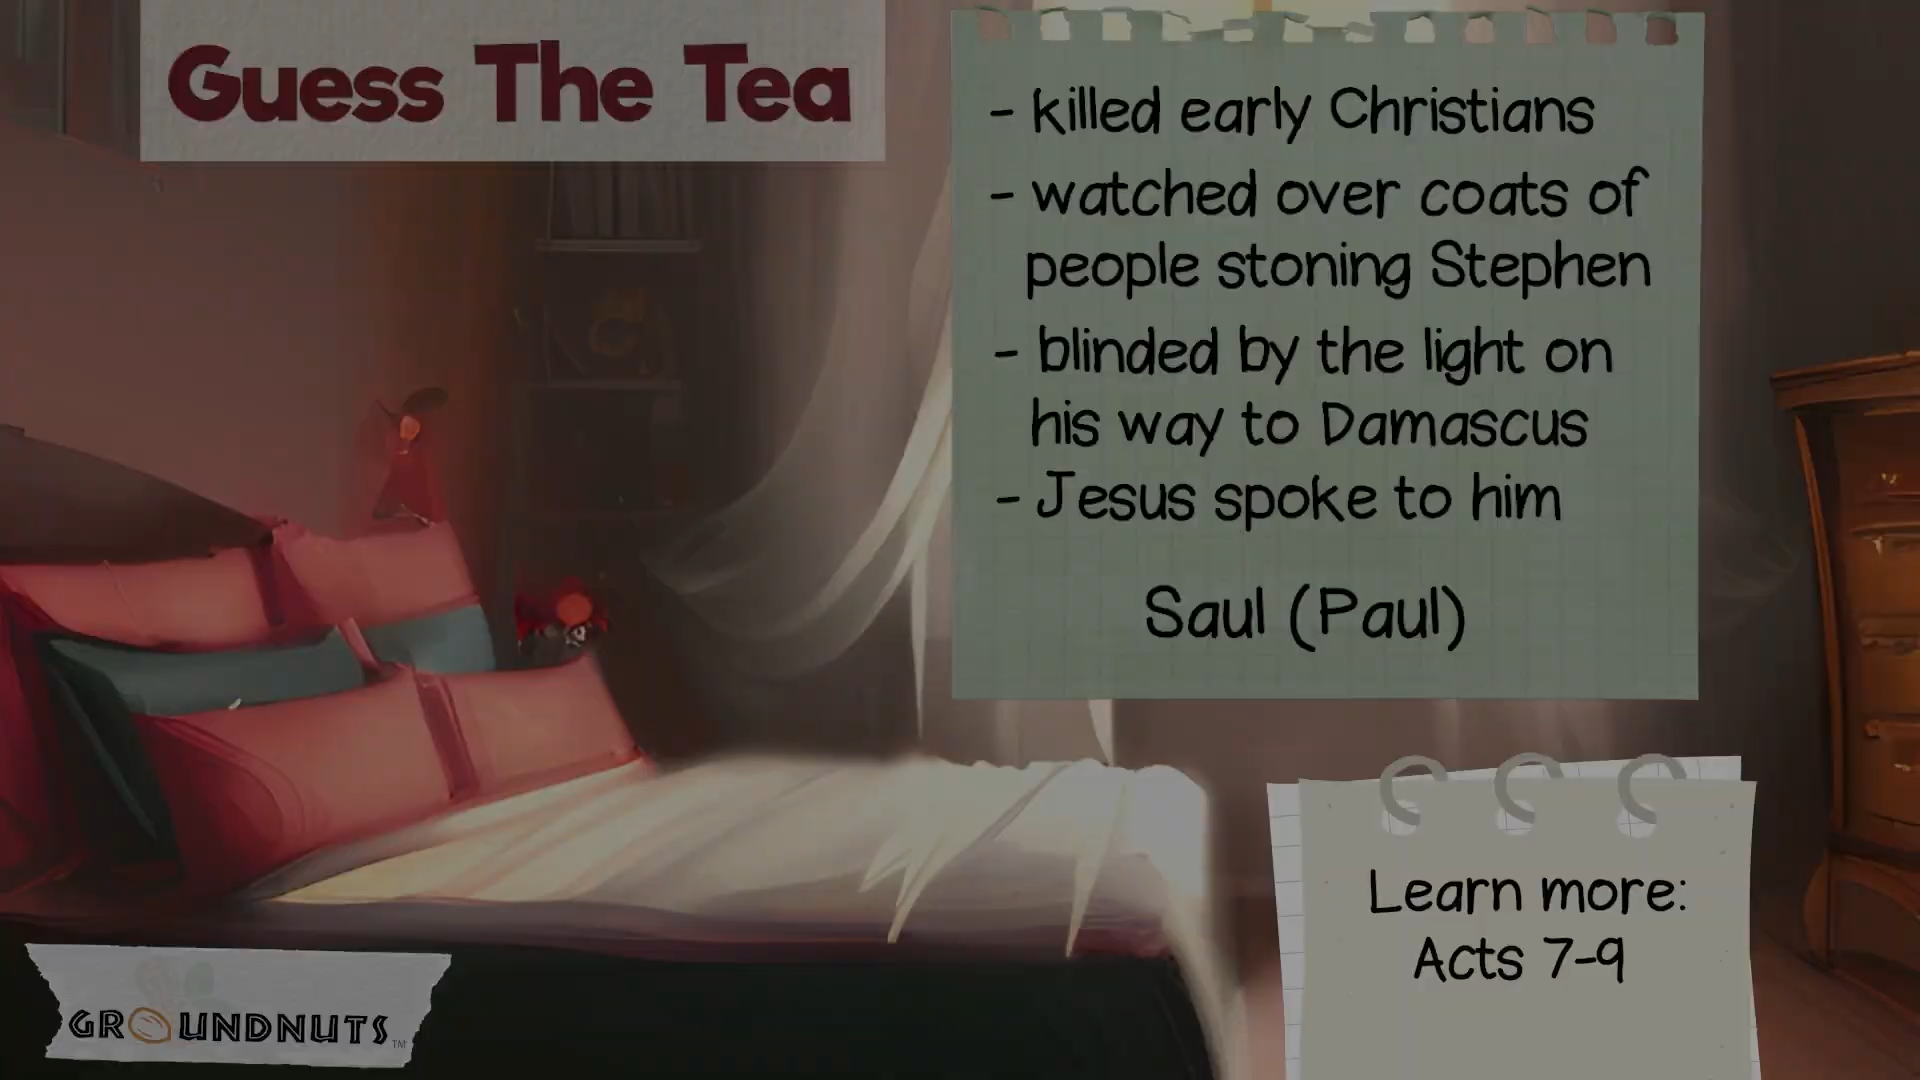 Guess The Tea
- killed early Christians
- watched over coats of
people stoning Stephen
- blinded by the light on
his way to Damascus
- Jesus spoke to him
Saul (Paul)
Learn more:
Acts 7-9
GROUNDNUTS™